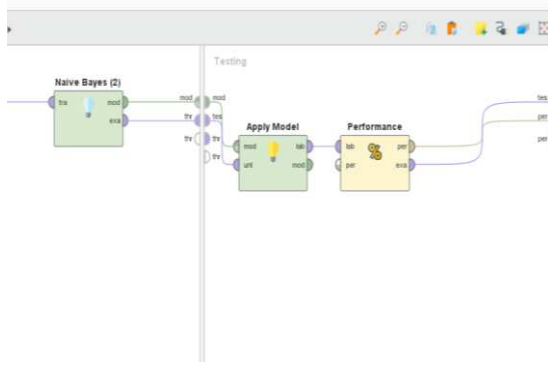 Testing
Naive Bayes (2)
tra mod
exa
mod mod
thr tes
thr thr
thr
Apply Model
mod lab
unl mod
Performance
lab per
per exa
tes
per
per